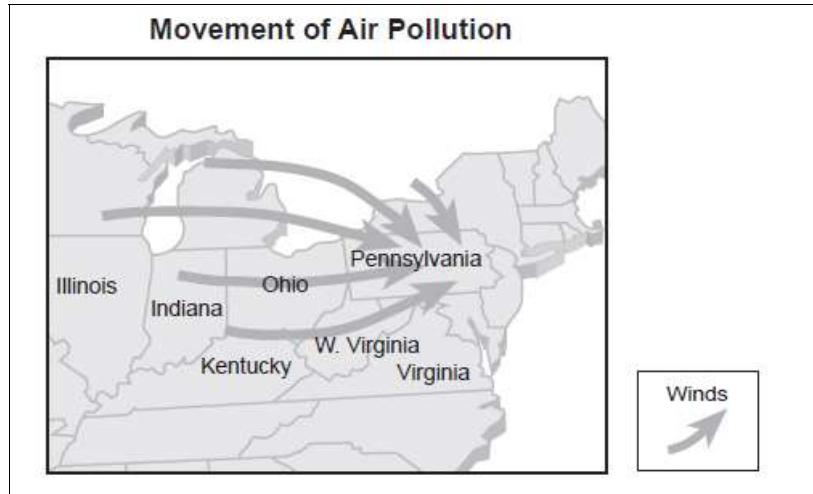 Movement of Air Pollution
Pennsylvania
Illinois
Ohio
Indiana
W. Virginia
Kentucky
Virginia
Winds